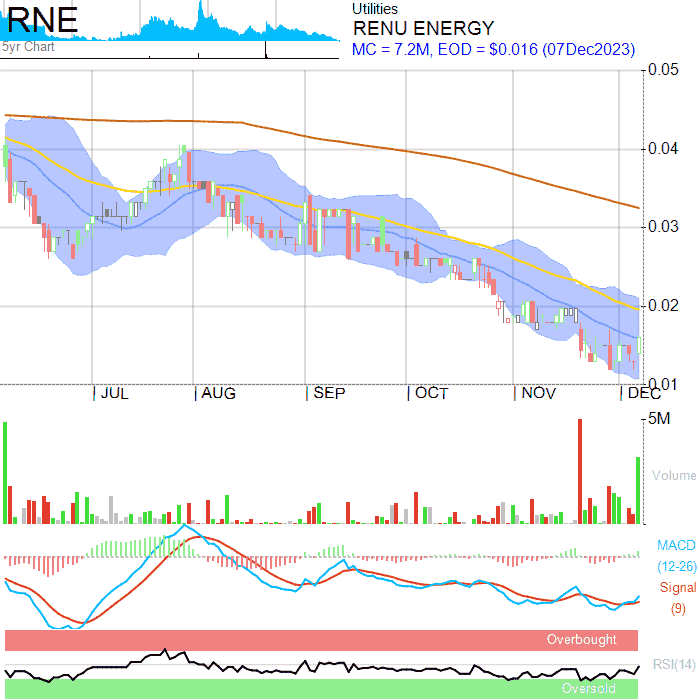 RNE
5yr Chart
Utilities
RENU ENERGY
MC = 7.2M, EOD = $0.016 (07Dec2023)
0.05
0.04
0.03
0.02
0.01
JUL AUG SEP OCT NOV DEC
5M
Volume
MACD
(12-26)
Signal
(9)
Overbought
RSI(14)
Oversold